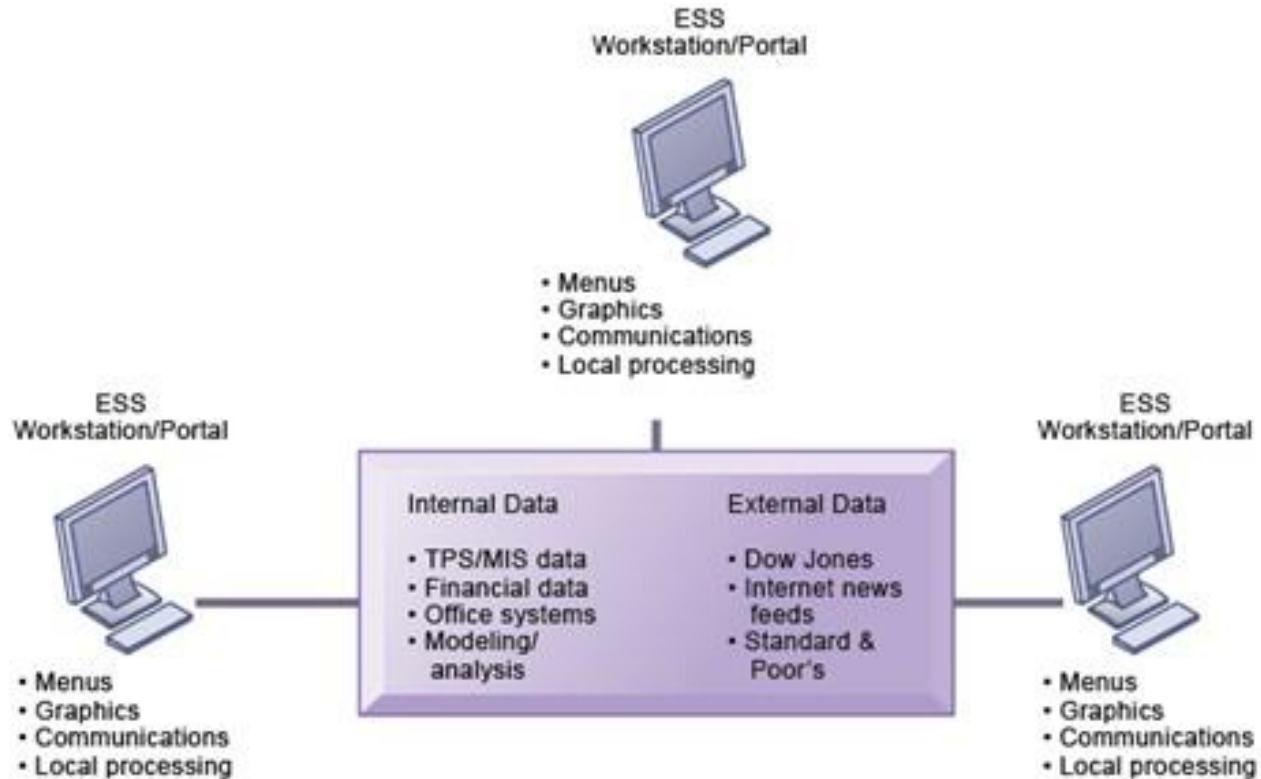 ESS
Workstation/Portal
• Menus
• Graphics
• Communications
• Local processing
ESS
Workstation/Portal
• Menus
• Graphics
• Communications
• Local processing
Internal Data
• TPS/MIS data
• Financial data
• Office systems
• Modeling/
analysis
External Data
• Dow Jones
• Internet news
feeds
• Standard &
Poor's
ESS
Workstation/Portal
• Menus
• Graphics
• Communications
• Local processing